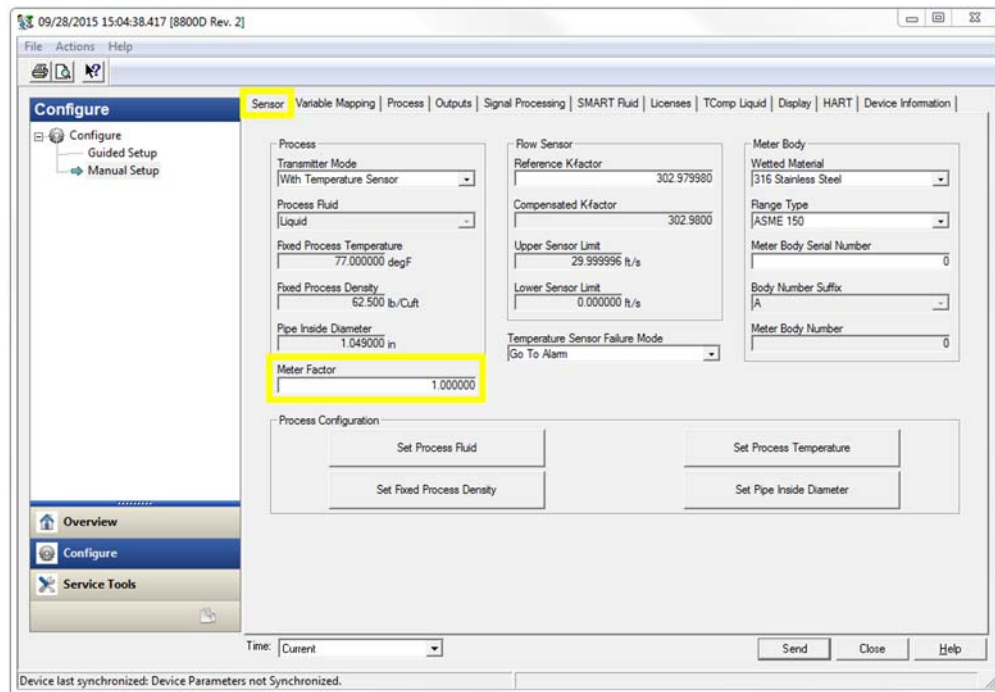 09/28/2015 15:04:38.417 [8800D Rev. 2]
File Actions Help
Configure
Configure
Guided Setup
Manual Setup
Overview
Configure
Service Tools
Sensor Variable Mapping Process Outputs Signal Processing SMART Fluid Licenses TComp Liquid Display HART Device Information
Process
Transmitter Mode
With Temperature Sensor
Process Fluid
Liquid
Fixed Process Temperature
77.000000 degF
Fixed Process Density
62.500 lb/Cuft
Pipe Inside Diameter
1.049000 in
Meter Factor
1.000000
Flow Sensor
Reference K-factor
302.979980
Compensated K-factor
302.9800
Upper Sensor Limit
29.999996 ft/s
Lower Sensor Limit
0.000000 ft/s
Temperature Sensor Failure Mode
Go To Alarm
Meter Body
Wetted Material
316 Stainless Steel
Flange Type
ASME 150
Meter Body Serial Number
0
Body Number Suffix
A
Meter Body Number
0
Process Configuration
Set Process Fluid
Set Process Temperature
Set Fixed Process Density
Set Pipe Inside Diameter
Time: Current
Send Close Help
Device last synchronized: Device Parameters not Synchronized.